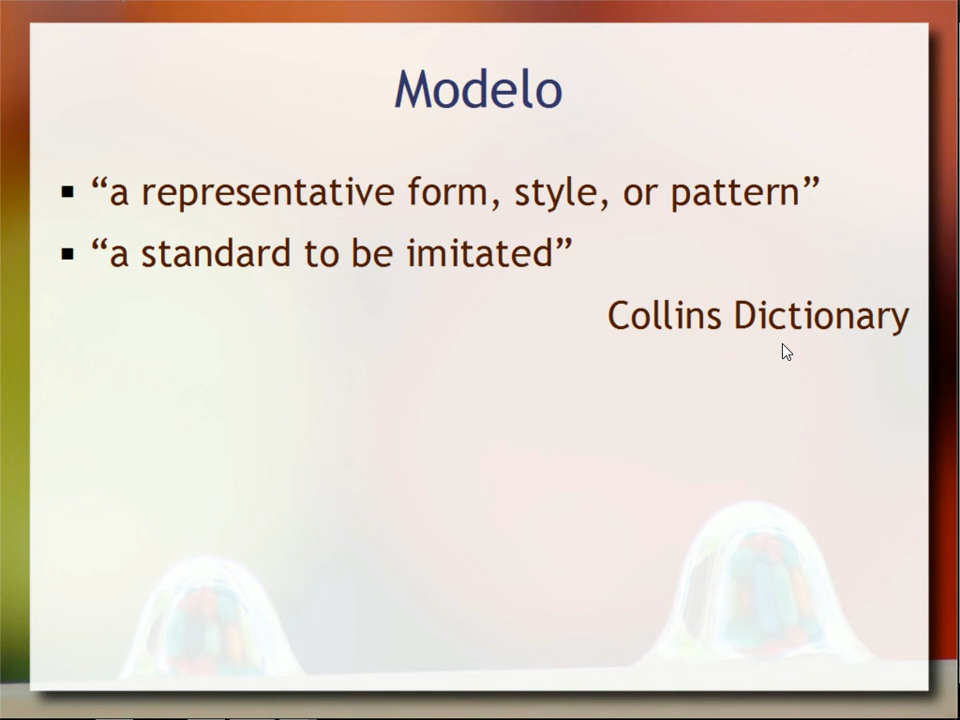 Modelo
▪ “a representative form, style, or pattern”
▪ “a standard to be imitated”
Collins Dictionary